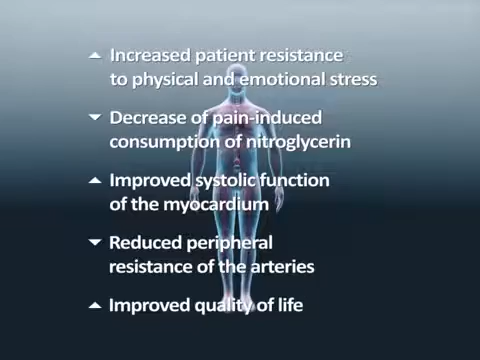 Increased patient resistance
to physical and emotional stress
Decrease of pain-induced
consumption of nitroglycerin
Improved systolic function
of the myocardium
Reduced peripheral
resistance of the arteries
Improved quality of life